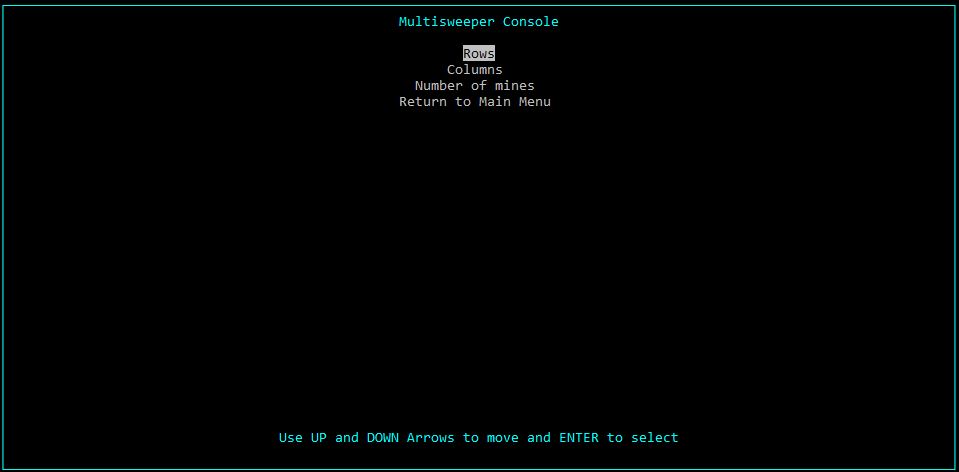 Multisweeper Console
Rows
Columns
Number of mines
Return to Main Menu
Use UP and DOWN Arrows to move and ENTER to select